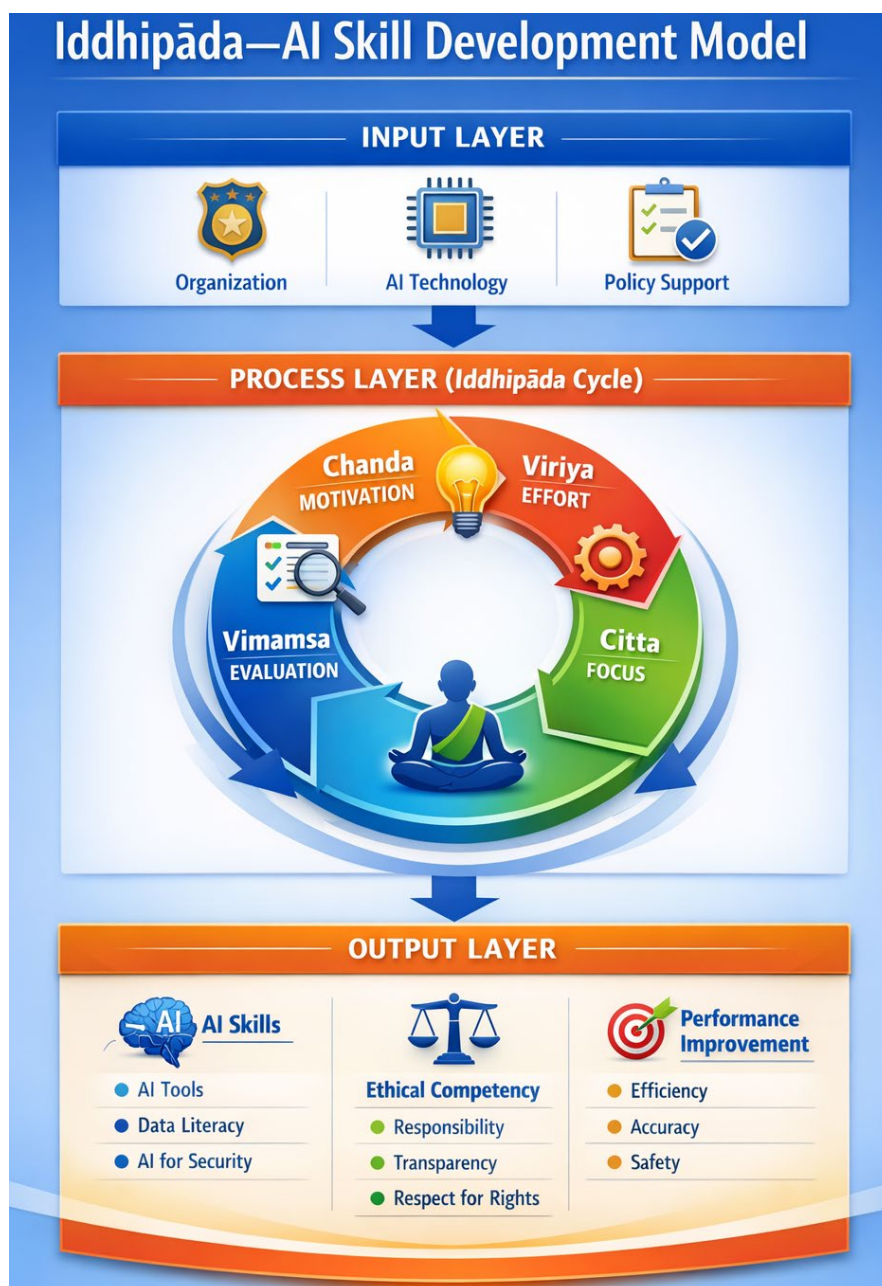 Iddhipāda—AI Skill Development Model
INPUT LAYER
Organization
AI Technology
Policy Support
PROCESS LAYER (Iddhipāda Cycle)
Chanda
MOTIVATION
Viriya
EFFORT
Vimamsa
EVALUATION
Citta
FOCUS
OUTPUT LAYER
AI
AI Skills
AI Tools
Data Literacy
AI for Security
Ethical Competency
Responsibility
Transparency
Respect for Rights
Performance
Improvement
Efficiency
Accuracy
Safety